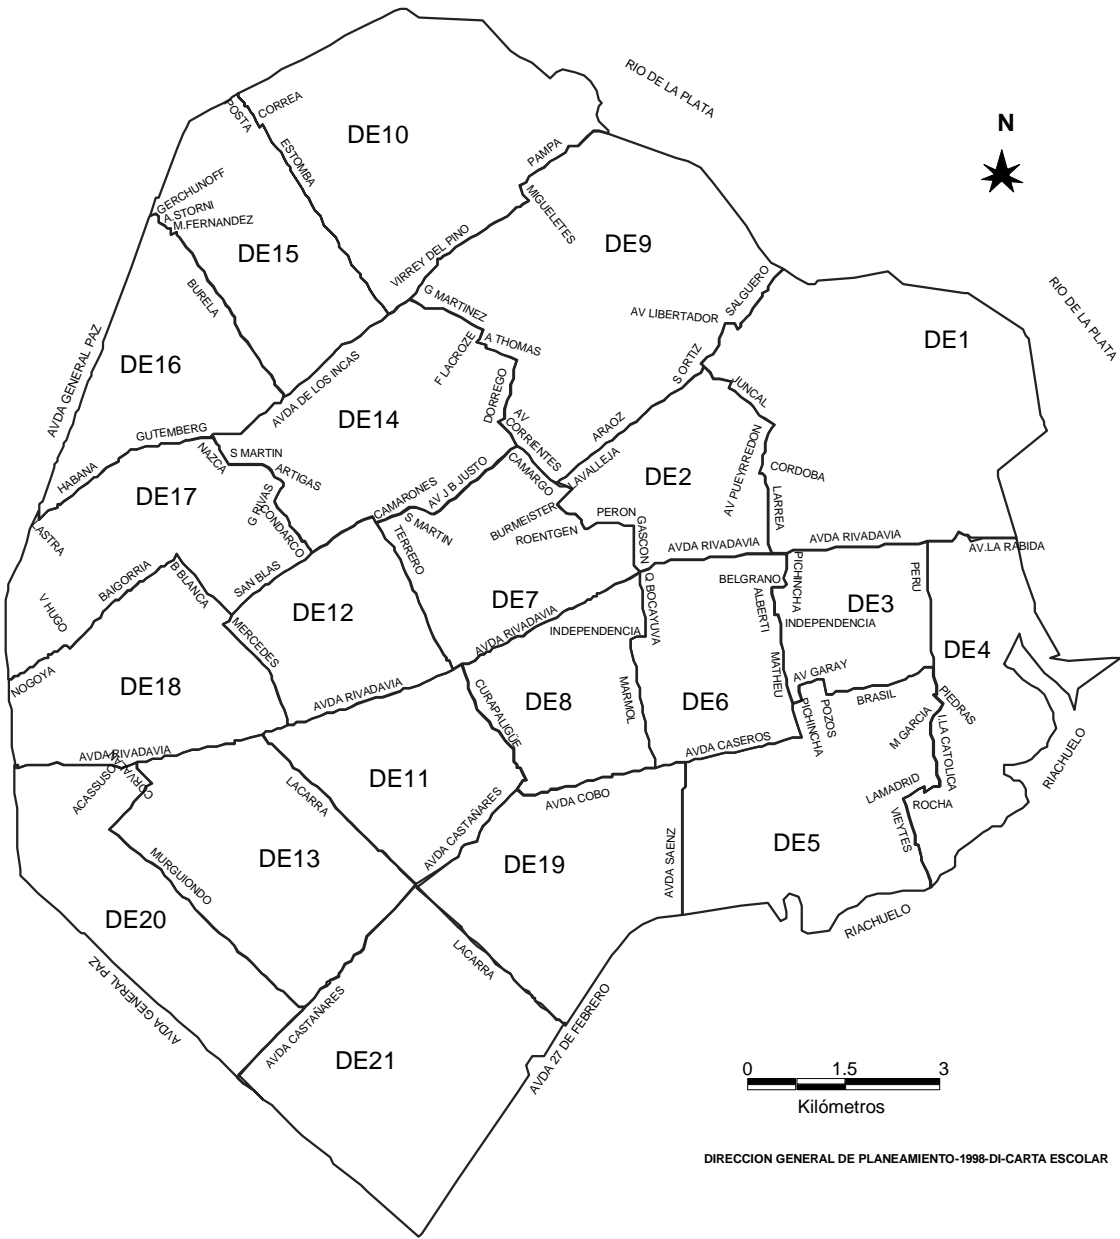 RIO DE LA PLATA
N
CORREA
POSTA
DE10
ESTOMBA
PAMPA
GERCHUNOFF
A.STORNI
M.FERNANDEZ
MIGUELETES
DE15
DE9
VIRREY DEL PINO
BURELA
SALGUERO
RIO DE LA PLATA
G MARTINEZ
AV LIBERTADOR
AVDA GENERAL PAZ
F LACROZE
A THOMAS
DE1
DE16
S ORTIZ
AVDA DE LOS INCAS
JUNCAL
DORREGO
DE14
AV
CORRIENTES
ARAOZ
GUTEMBERG
NAZCA
S MARTIN
ARTIGAS
HABANA
CAMARGO
LAVALLEJA
DE2
AV PUEYRREDON
CORDOBA
DE17
G RIVAS
CONDARCO
CAMARONES
AV J B JUSTO
LARREA
LASTRA
S MARTIN
BURMEISTER
ROENTGEN
PERON
GASCON
TERRERO
AVDA RIVADAVIA
AVDA RIVADAVIA
AV.LA RABIDA
BAIGORRIA
B BLANCA
SAN BLAS
BELGRANO
PICHINCHA
PERU
V HUGO
DE12
DE7
Q BOCAYUVA
ALBERTI
DE3
MERCEDES
AVDA RIVADAVIA
INDEPENDENCIA
INDEPENDENCIA
DE4
NOGOYA
DE18
AVDA RIVADAVIA
CURAPALIGÜE
DE8
MARMOL
DE6
MATHEU
AV GARAY
PICHINCHA
POZOS
BRASIL
PIEDRAS
M GARCIA
I.LA CATOLICA
AVDA RIVADAVIA
AVDA CASEROS
RIACHUELO
ACASSUSO
CORVALAN
LACARRA
DE11
AVDA COBO
LAMADRID
ROCHA
VIEYTES
AVDA CASTAÑARES
MURGUIONDO
DE13
DE19
AVDA SAENZ
DE5
DE20
RIACHUELO
LACARRA
AVDA GENERAL PAZ
AVDA CASTAÑARES
AVDA 27 DE FEBRERO
DE21
0 1.5 3
Kilómetros
DIRECCION GENERAL DE PLANEAMIENTO-1998-DI-CARTA ESCOLAR